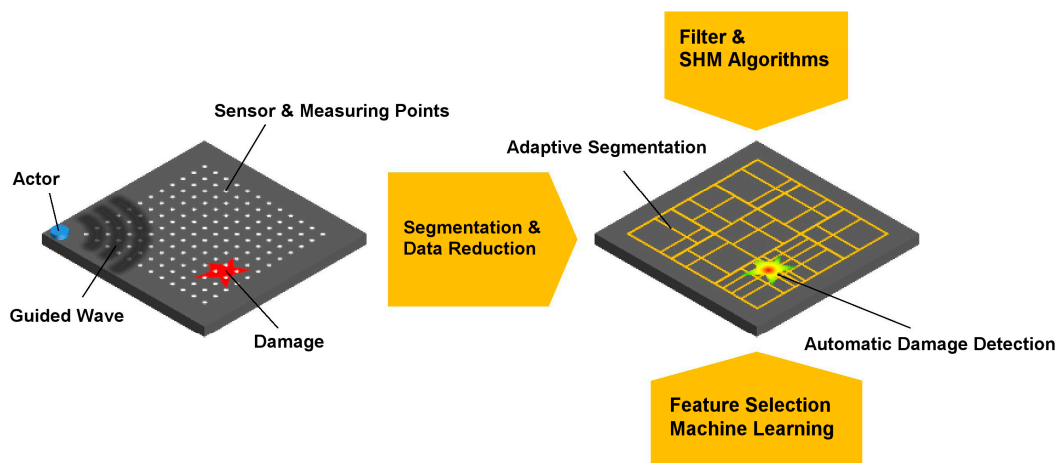 Sensor & Measuring Points
Actor
Guided Wave
Damage
Segmentation &
Data Reduction
Filter &
SHM Algorithms
Adaptive Segmentation
Automatic Damage Detection
Feature Selection
Machine Learning